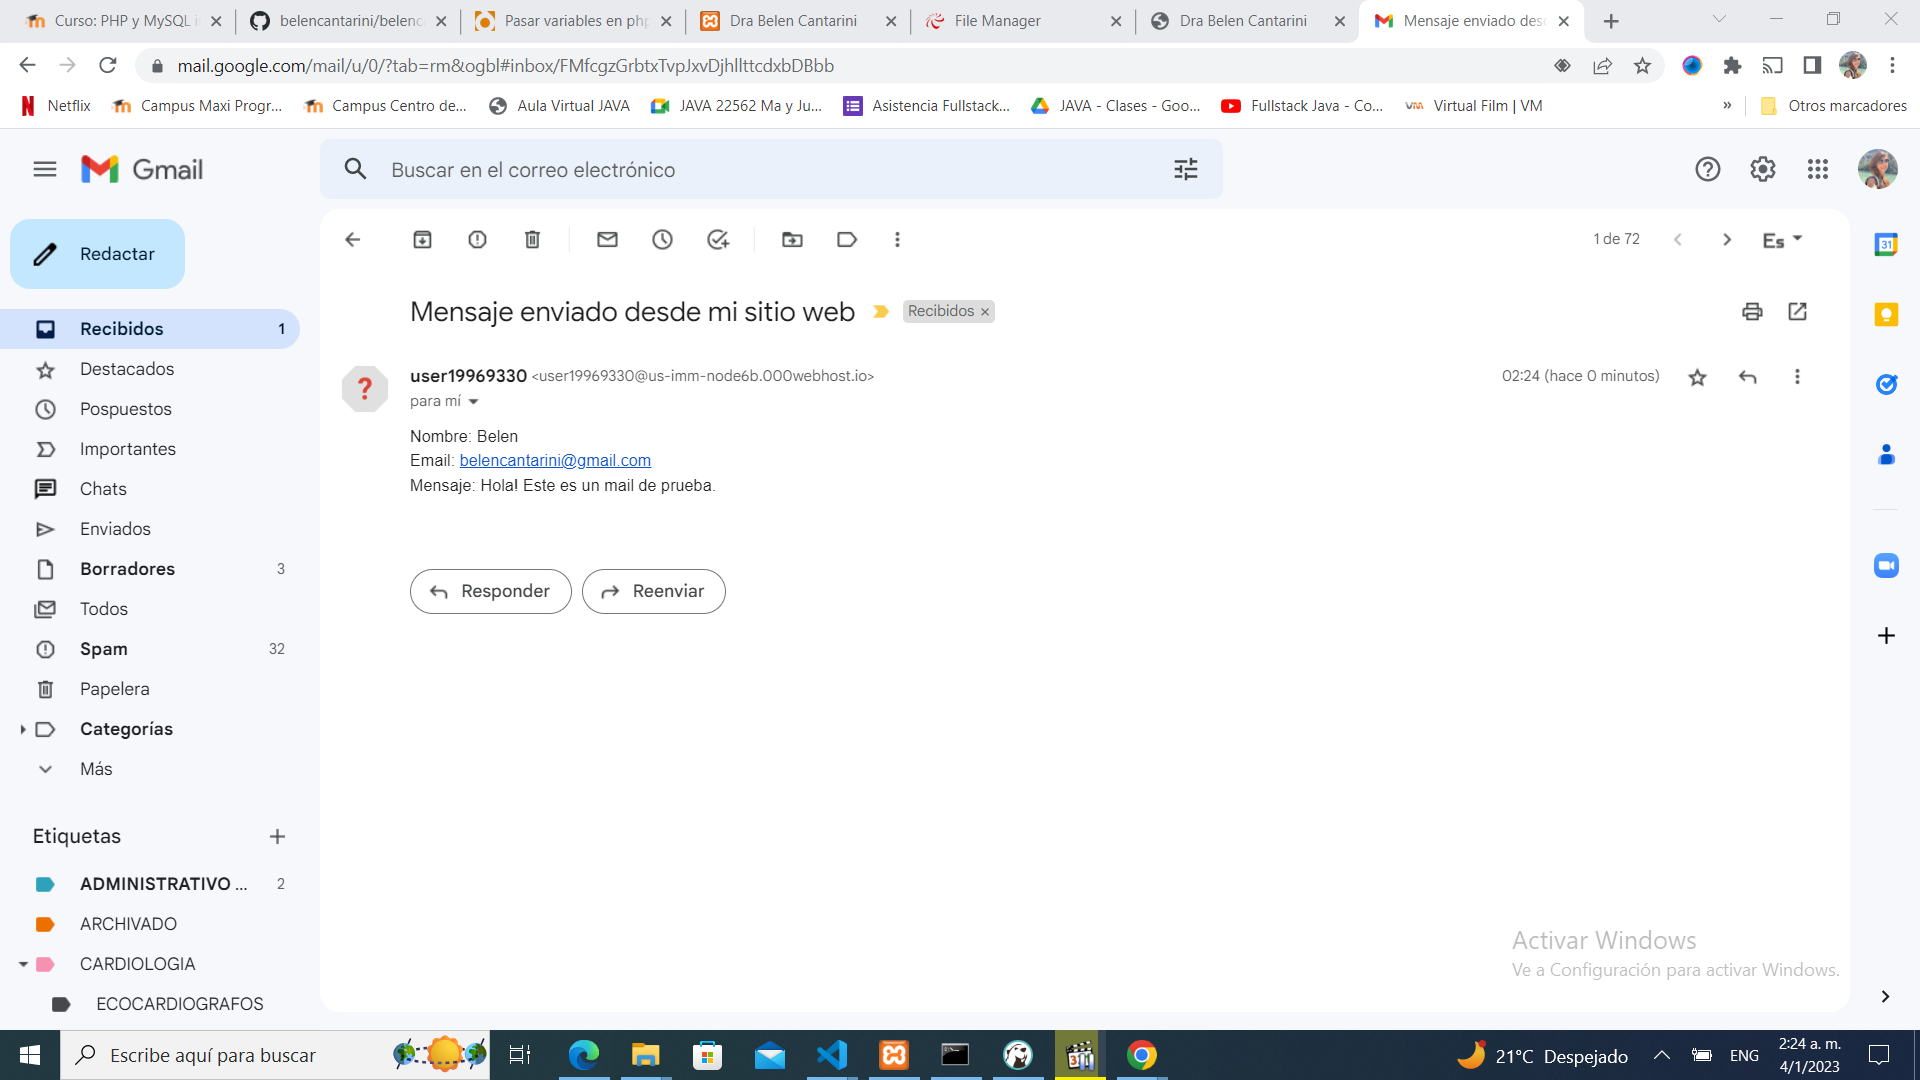 Curso: PHP y MySQL i
belencantarini/belenc
Pasar variables en php
Dra Belen Cantarini
File Manager
Dra Belen Cantarini
Mensaje enviado des
mail.google.com/mail/u/0/?tab=rm&ogbl#inbox/FMfcgzGrbtxTvpJxvDjhllttcdxbDBbb
Netflix
Campus Maxi Progr...
Campus Centro de...
Aula Virtual JAVA
JAVA 22562 Ma y Ju...
Asistencia Fullstack...
JAVA - Clases - Goo...
Fullstack Java - Co...
Virtual Film | VM
»
Otros marcadores
Gmail
Buscar en el correo electrónico
Redactar
1 de 72
Es
Mensaje enviado desde mi sitio web
Recibidos ×
user19969330 <user19969330@us-imm-node6b.000webhost.io>
02:24 (hace 0 minutos)
para mí
Nombre: Belen
Email: belencantarini@gmail.com
Mensaje: Hola! Este es un mail de prueba.
Responder
Reenviar
Recibidos 1
Destacados
Pospuestos
Importantes
Chats
Enviados
Borradores 3
Todos
Spam 32
Papelera
Categorías
Más
Etiquetas +
ADMINISTRATIVO ... 2
ARCHIVADO
CARDIOLOGIA
ECOCARDIOGRAFOS
31
Activar Windows
Ve a Configuración para activar Windows.
Escribe aquí para buscar
21°C Despejado
ENG
2:24 a. m.
4/1/2023